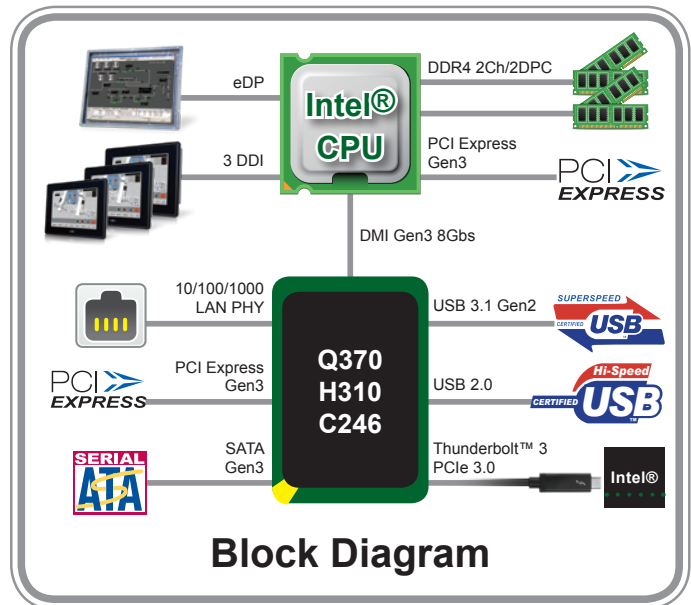 eDP
Intel®
CPU
DDR4 2Ch/2DPC
3 DDI
PCI Express
Gen3
PCI
EXPRESS
DMI Gen3 8Gbs
10/100/1000
LAN PHY
USB 3.1 Gen2
SUPERSPEED
CERTIFIED USB™
PCI
EXPRESS
PCI Express
Gen3
Q370
H310
C246
USB 2.0
Hi-Speed
CERTIFIED USB™
SERIAL
ATA
SATA
Gen3
Thunderbolt™ 3
PCIe 3.0
Intel®
Block Diagram